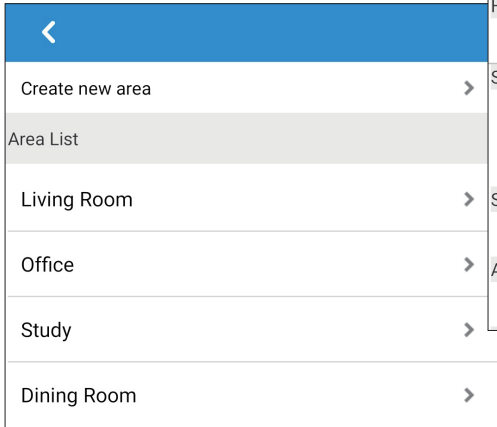 Create new area
Area List
Living Room
Office
Study
Dining Room